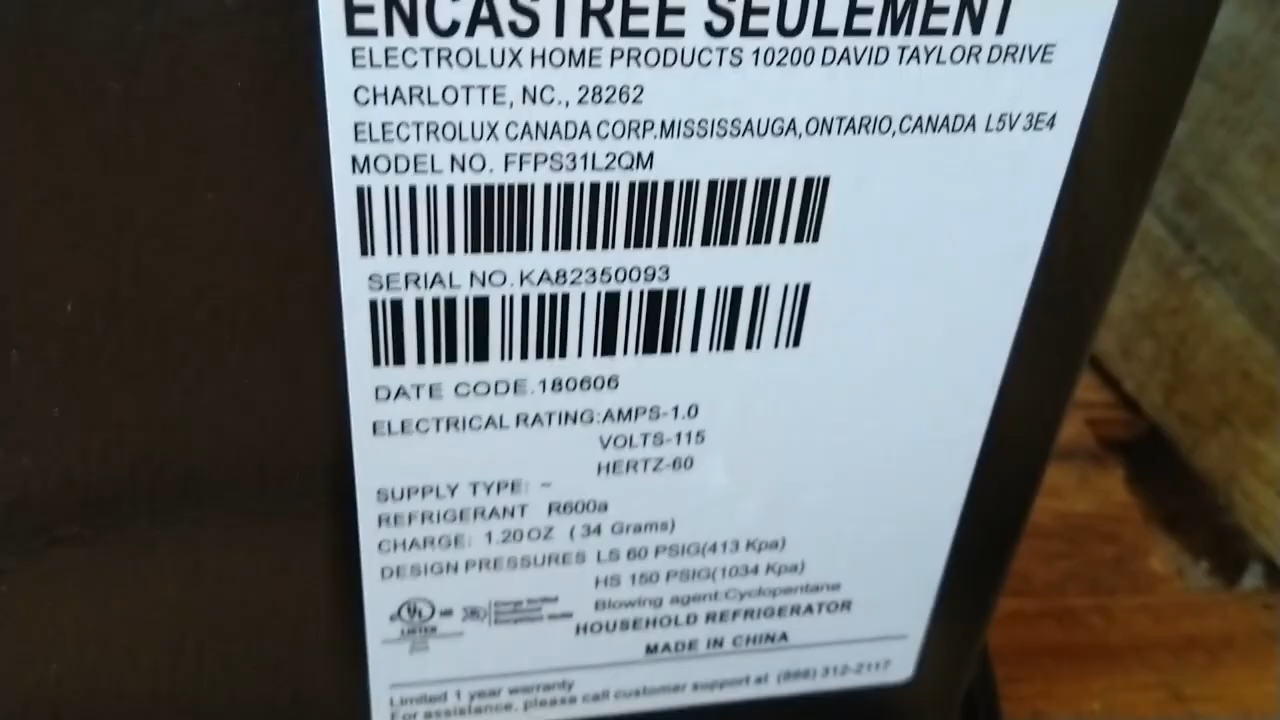 ENCASTREE SEULEMENT
ELECTROLUX HOME PRODUCTS 10200 DAVID TAYLOR DRIVE
CHARLOTTE, NC., 28262
ELECTROLUX CANADA CORP.MISSISSAUGA,ONTARIO,CANADA L5V 3E4
MODEL NO. FFPS31L2QM
SERIAL NO.KA82350093
DATE CODE.180606
ELECTRICAL RATING:AMPS-1.0
VOLTS-115
HERTZ-60
SUPPLY TYPE: ~
REFRIGERANT R600a
CHARGE: 1.20OZ (34 Grams)
DESIGN PRESSURES LS 60 PSIG(413 Kpa)
HS 150 PSIG(1034 Kpa)
Blowing agent:Cyclopentane
UL
LISTED
HOUSEHOLD REFRIGERATOR
MADE IN CHINA
Limited 1 year warranty
For assistance, please call customer support at (866) 312-2117